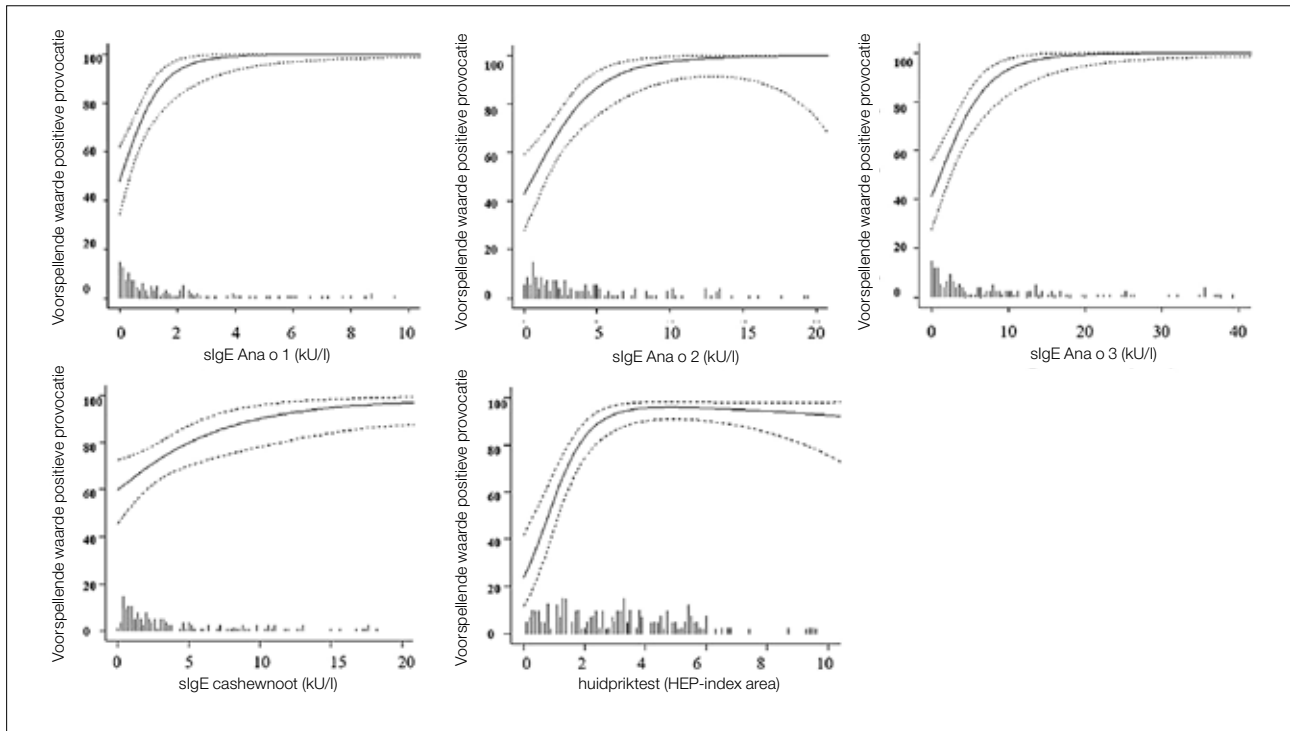 Voorspellende waarde positieve provocatie
100
80
60
40
20
0
0 2 4 6 8 10
sIgE Ana o 1 (kU/l)
Voorspellende waarde positieve provocatie
100
80
60
40
20
0
0 5 10 15 20
sIgE Ana o 2 (kU/l)
Voorspellende waarde positieve provocatie
100
80
60
40
20
0
0 10 20 30 40
sIgE Ana o 3 (kU/l)
Voorspellende waarde positieve provocatie
100
80
60
40
20
0
0 5 10 15 20
sIgE cashewnoot (kU/l)
Voorspellende waarde positieve provocatie
100
80
60
40
20
0
0 2 4 6 8 10
huidpriktest (HEP-index area)